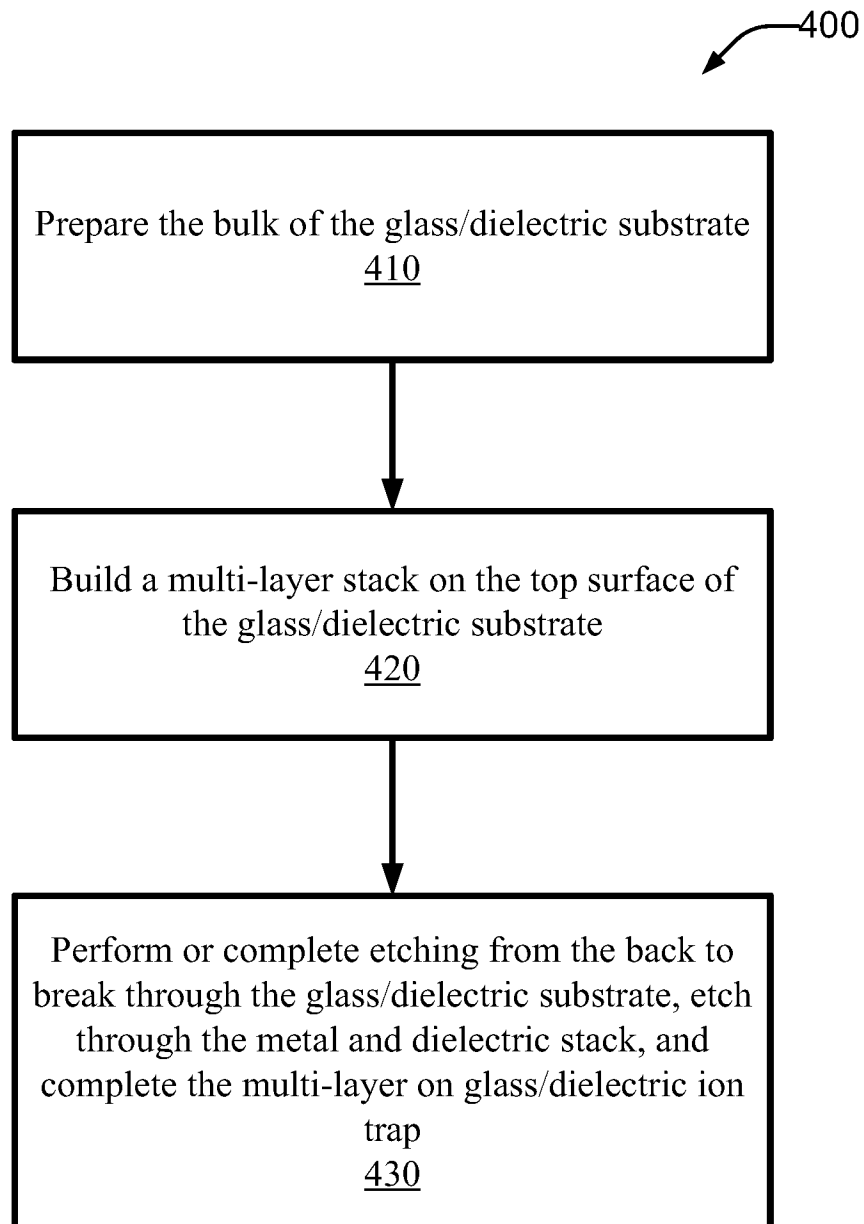 400
Prepare the bulk of the glass/dielectric substrate
410
Build a multi-layer stack on the top surface of
the glass/dielectric substrate
420
Perform or complete etching from the back to
break through the glass/dielectric substrate, etch
through the metal and dielectric stack, and
complete the multi-layer on glass/dielectric ion
trap
430